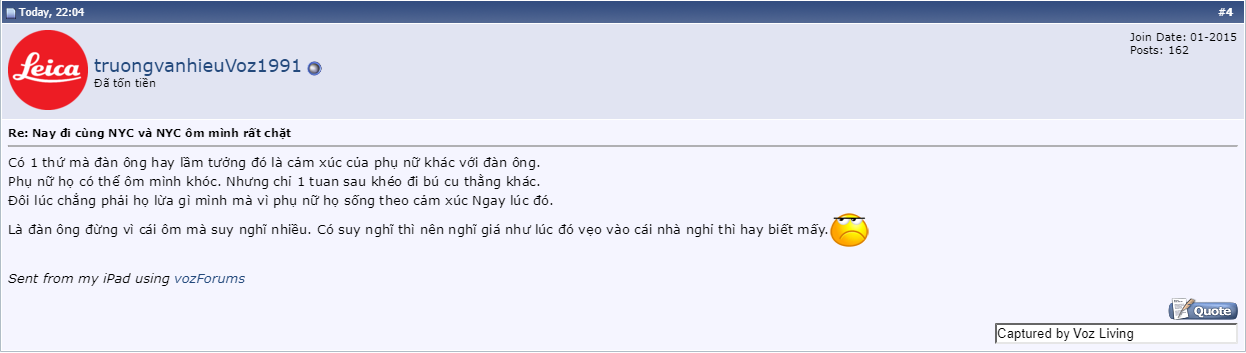 Today, 22:04
#4
Leica
truongvanhieuVoz1991
Đã tốn tiền
Join Date: 01-2015
Posts: 162
Re: Nay đi cùng NYC và NYC ôm mình rất chặt
Có 1 thứ mà đàn ông hay lầm tưởng đó là cảm xúc của phụ nữ khác với đàn ông.
Phụ nữ họ có thể ôm mình khóc. Nhưng chỉ 1 tuan sau khéo đi bú cu thằng khác.
Đôi lúc chẳng phải họ lừa gì mình mà vì phụ nữ họ sống theo cảm xúc Ngay lúc đó.
Là đàn ông đừng vì cái ôm mà suy nghĩ nhiều. Có suy nghĩ thì nên nghĩ giá như lúc đó vẹo vào cái nhà nghỉ thì hay biết mấy.
Sent from my iPad using vozForums
Quote
Captured by Voz Living